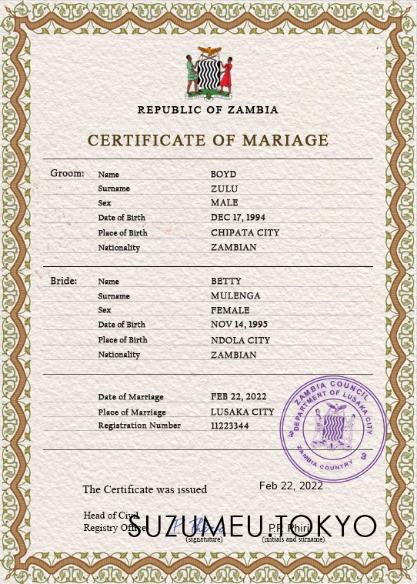 REPUBLIC OF ZAMBIA
CERTIFICATE OF MARIAGE
Groom: Name BOYD
Surname ZULU
Sex MALE
Date of Birth DEC 17, 1994
Place of Birth CHIPATA CITY
Nationality ZAMBIAN
Bride: Name BETTY
Surname MULENGA
Sex FEMALE
Date of Birth NOV 14, 1995
Place of Birth NDOLA CITY
Nationality ZAMBIAN
Date of Marriage FEB 22, 2022
Place of Marriage LUSAKA CITY
Registration Number 11223344
ZAMBIA COUNCIL
DEPARTMENT OF LUSAKA CITY
ZAMBIA COUNTRY
The Certificate was issued Feb 22, 2022
Head of Civil
Registry Office P.P. Phiri
SUZUMEU TOKYO
(signature) (initials and surname)